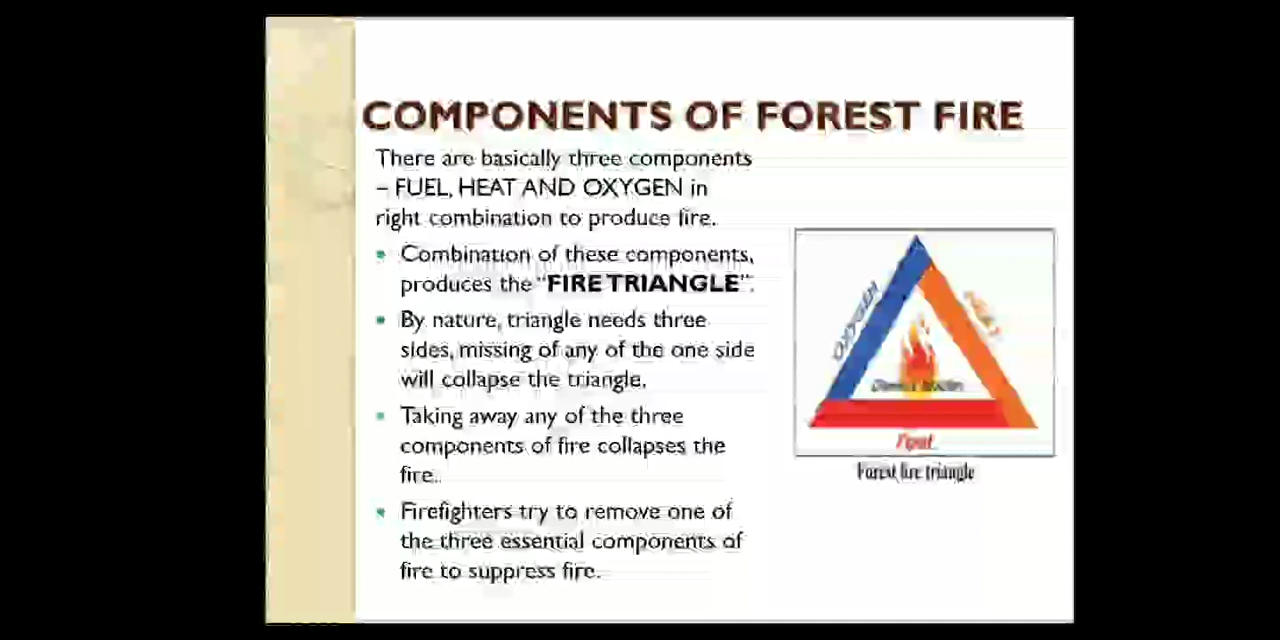 COMPONENTS OF FOREST FIRE
There are basically three components
– FUEL, HEAT AND OXYGEN in
right combination to produce fire.
• Combination of these components,
produces the "FIRE TRIANGLE".
• By nature, triangle needs three
sides, missing of any of the one side
will collapse the triangle.
• Taking away any of the three
components of fire collapses the
fire.
• Firefighters try to remove one of
the three essential components of
fire to suppress fire.
OXYGEN
HEAT
Fuel
Forest fire triangle